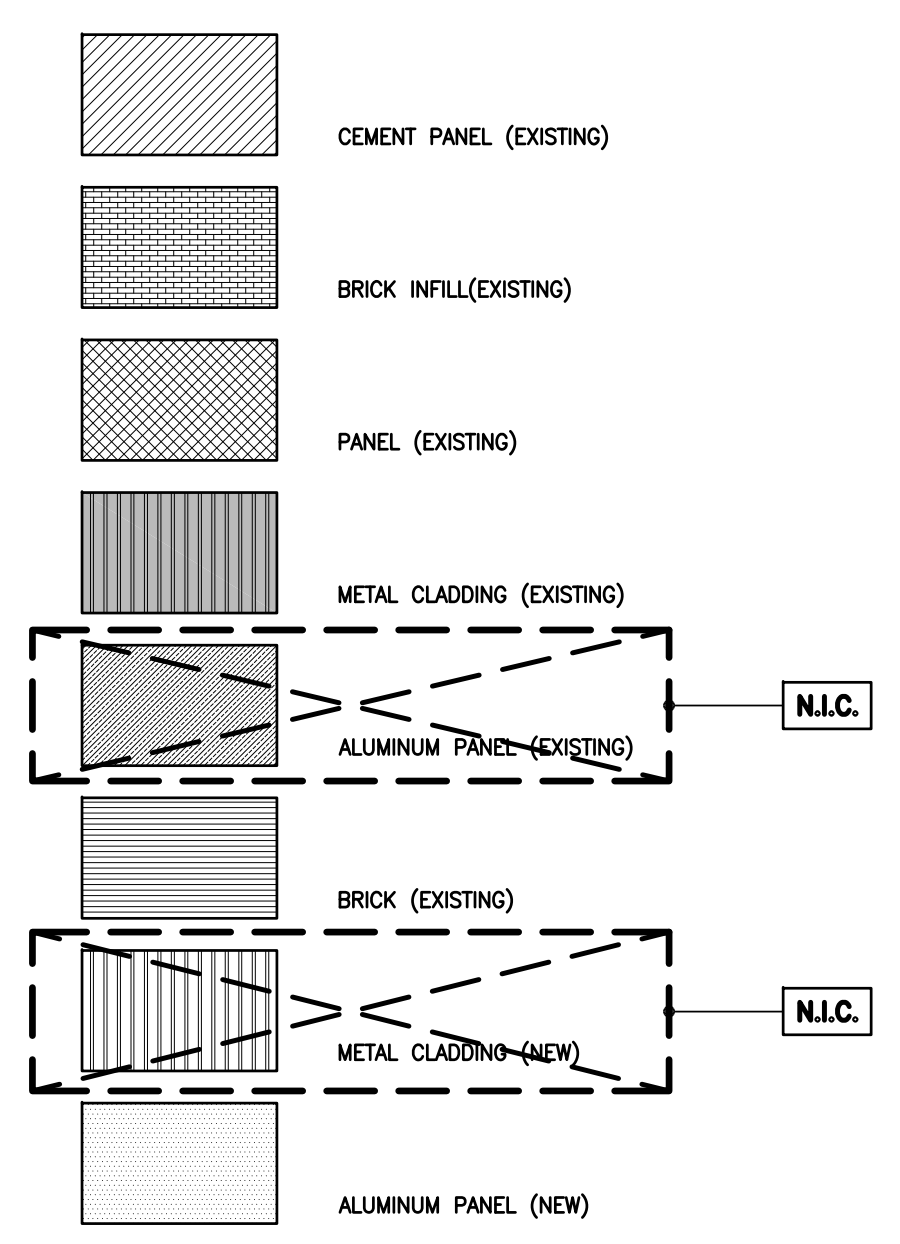 CEMENT PANEL (EXISTING)
BRICK INFILL(EXISTING)
PANEL (EXISTING)
METAL CLADDING (EXISTING)
N.I.C.
ALUMINUM PANEL (EXISTING)
BRICK (EXISTING)
N.I.C.
METAL CLADDING (NEW)
ALUMINUM PANEL (NEW)